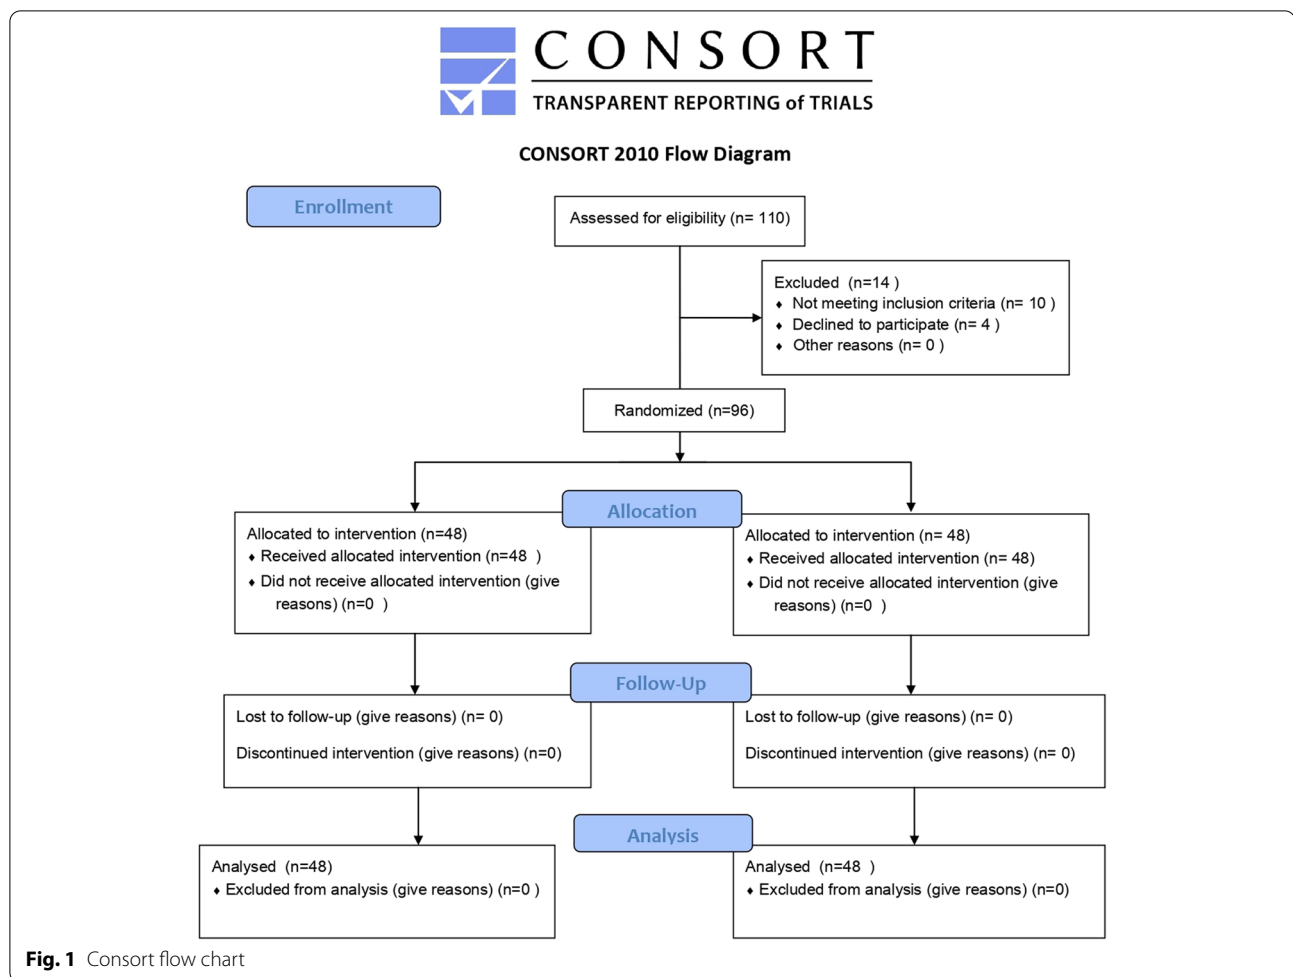 CONSORT
TRANSPARENT REPORTING of TRIALS
CONSORT 2010 Flow Diagram
Enrollment
Assessed for eligibility (n= 110)
Excluded (n=14 )
♦ Not meeting inclusion criteria (n= 10 )
♦ Declined to participate (n= 4 )
♦ Other reasons (n= 0 )
Randomized (n=96)
Allocation
Allocated to intervention (n=48)
♦ Received allocated intervention (n=48 )
♦ Did not receive allocated intervention (give
reasons) (n=0 )
Allocated to intervention (n= 48)
♦ Received allocated intervention (n= 48)
♦ Did not receive allocated intervention (give
reasons) (n=0 )
Follow-Up
Lost to follow-up (give reasons) (n= 0)
Discontinued intervention (give reasons) (n=0)
Lost to follow-up (give reasons) (n= 0)
Discontinued intervention (give reasons) (n= 0)
Analysis
Analysed (n=48)
♦ Excluded from analysis (give reasons) (n=0 )
Analysed (n=48 )
♦ Excluded from analysis (give reasons) (n=0)
Fig. 1 Consort flow chart